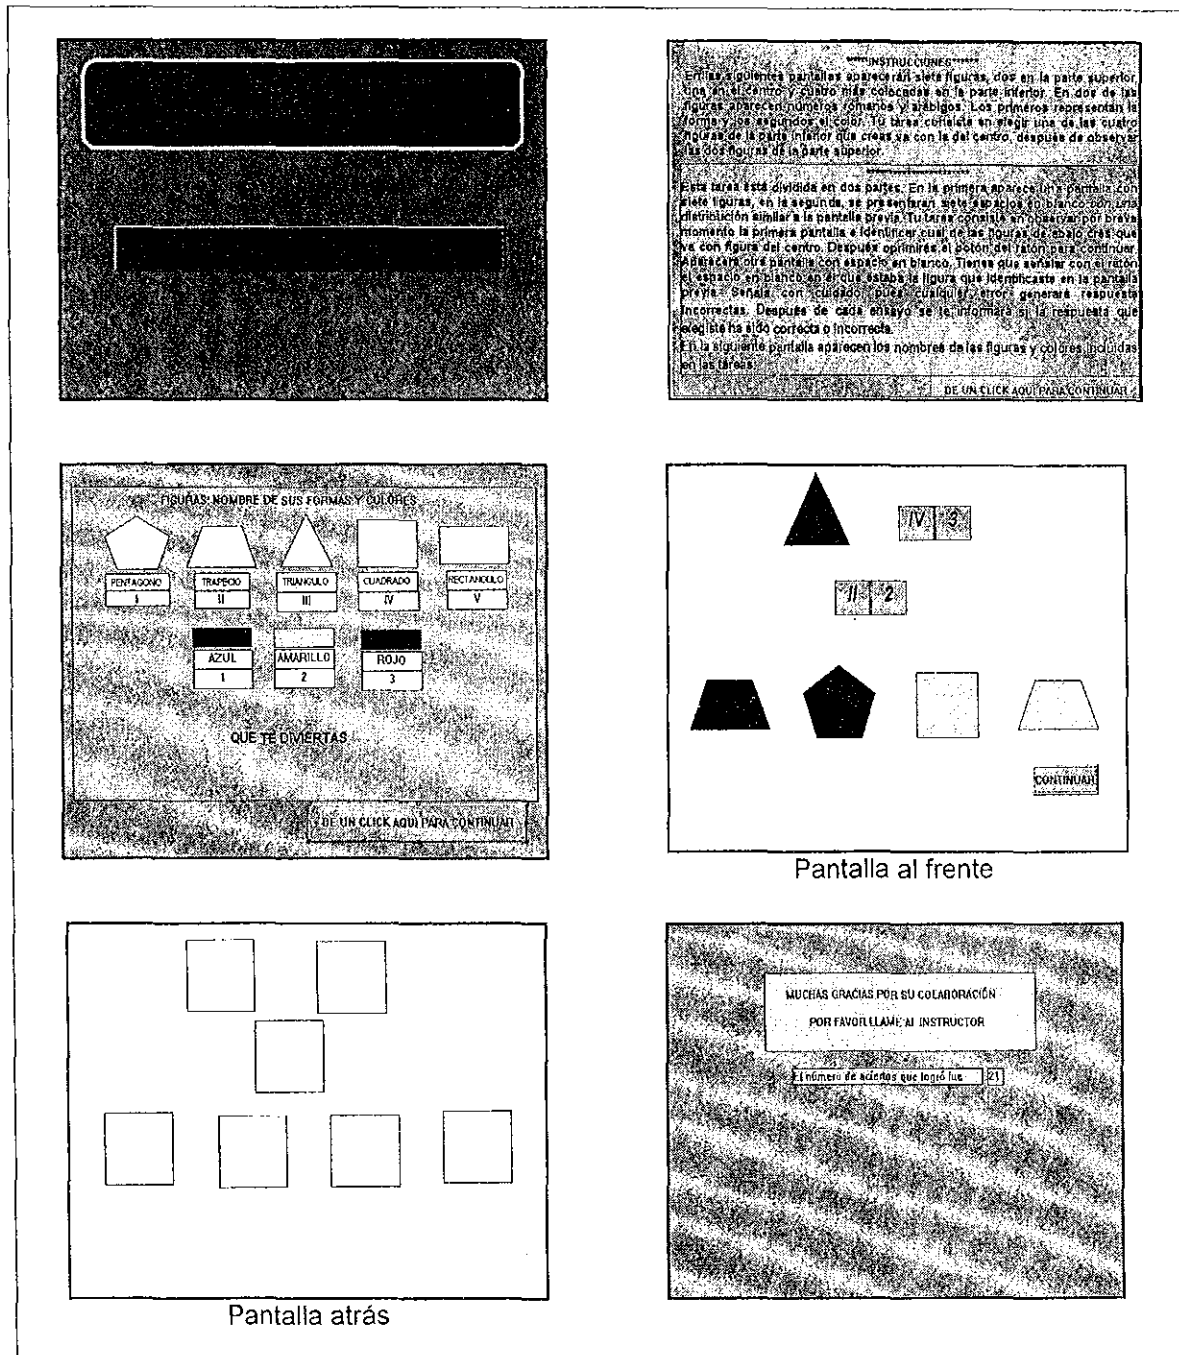 *****INSTRUCCIONES*****
En las siguientes pantallas aparecerán siete figuras, dos en la parte superior,
una en el centro y cuatro más colocadas en la parte inferior. En dos de las
figuras aparecen números romanos y arábigos. Los primeros representan la
forma y los segundos el color. Tu tarea consiste en elegir una de las cuatro
figuras de la parte inferior que creas va con la del centro, después de observar
las dos figuras de la parte superior.
Esta tarea está dividida en dos partes. En la primera aparece una pantalla con
siete figuras, en la segunda, se presentaran siete espacios en blanco con una
distribución similar a la pantalla previa. Tu tarea consiste en observar por breve
momento la primera pantalla e identificar cual de las figuras de abajo crees que
va con figura del centro. Después oprimirás el botón del ratón para continuar.
Aparecerá otra pantalla con espacio en blanco. Tienes que señalar con el ratón
el espacio en blanco en el que estaba la figura que identificaste en la pantalla
previa. Señala con cuidado, pues cualquier error generará respuesta
incorrectas. Después de cada ensayo se te informará si la respuesta que
elegiste ha sido correcta o incorrecta.
En la siguiente pantalla aparecen los nombres de las figuras y colores incluidas
en las tareas.
DE UN CLICK AQUÍ PARA CONTINUAR
FIGURAS: NOMBRE DE SUS FORMAS Y COLORES
PENTAGONO TRAPECIO TRIANGULO CUADRADO RECTANGULO
I II III IV V
AZUL AMARILLO ROJO
1 2 3
QUE TE DIVIERTAS
DE UN CLICK AQUÍ PARA CONTINUAR
IV 3
II 2
CONTINUAR
Pantalla al frente
Pantalla atrás
MUCHAS GRACIAS POR SU COLABORACIÓN
POR FAVOR LLAME AL INSTRUCTOR
El número de aciertos que logró fue 21